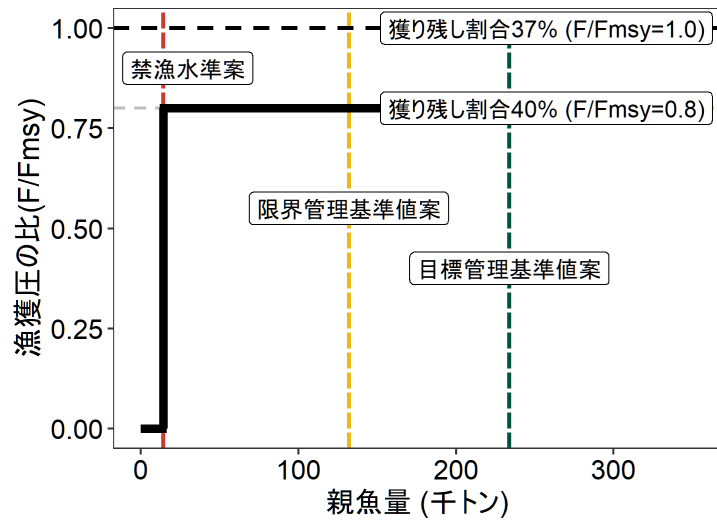 漁獲圧の比(F/Fmsy)
1.00
0.75
0.50
0.25
0.00
獲り残し割合37% (F/Fmsy=1.0)
禁漁水準案
獲り残し割合40% (F/Fmsy=0.8)
限界管理基準値案
目標管理基準値案
0
100
200
300
親魚量 (千トン)